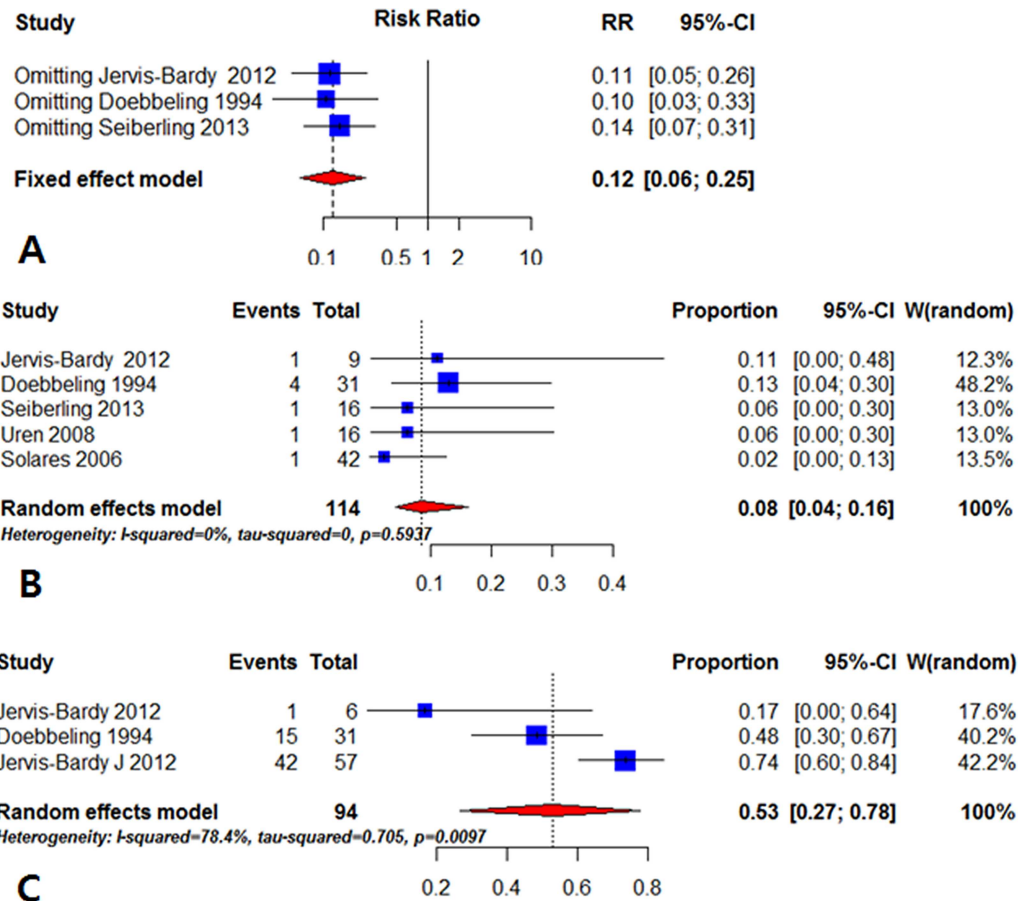 Study Risk Ratio RR 95%-CI
Omitting Jervis-Bardy 2012 0.11 [0.05; 0.26]
Omitting Doebbeling 1994 0.10 [0.03; 0.33]
Omitting Seiberling 2013 0.14 [0.07; 0.31]
Fixed effect model 0.12 [0.06; 0.25]
0.1 0.5 1 2 10
A
Study Events Total Proportion 95%-CI W(random)
Jervis-Bardy 2012 1 9 0.11 [0.00; 0.48] 12.3%
Doebbeling 1994 4 31 0.13 [0.04; 0.30] 48.2%
Seiberling 2013 1 16 0.06 [0.00; 0.30] 13.0%
Uren 2008 1 16 0.06 [0.00; 0.30] 13.0%
Solares 2006 1 42 0.02 [0.00; 0.13] 13.5%
Random effects model 114 0.08 [0.04; 0.16] 100%
Heterogeneity: I-squared=0%, tau-squared=0, p=0.5937
0.1 0.2 0.3 0.4
B
Study Events Total Proportion 95%-CI W(random)
Jervis-Bardy 2012 1 6 0.17 [0.00; 0.64] 17.6%
Doebbeling 1994 15 31 0.48 [0.30; 0.67] 40.2%
Jervis-Bardy J 2012 42 57 0.74 [0.60; 0.84] 42.2%
Random effects model 94 0.53 [0.27; 0.78] 100%
Heterogeneity: I-squared=78.4%, tau-squared=0.705, p=0.0097
0.2 0.4 0.6 0.8
C